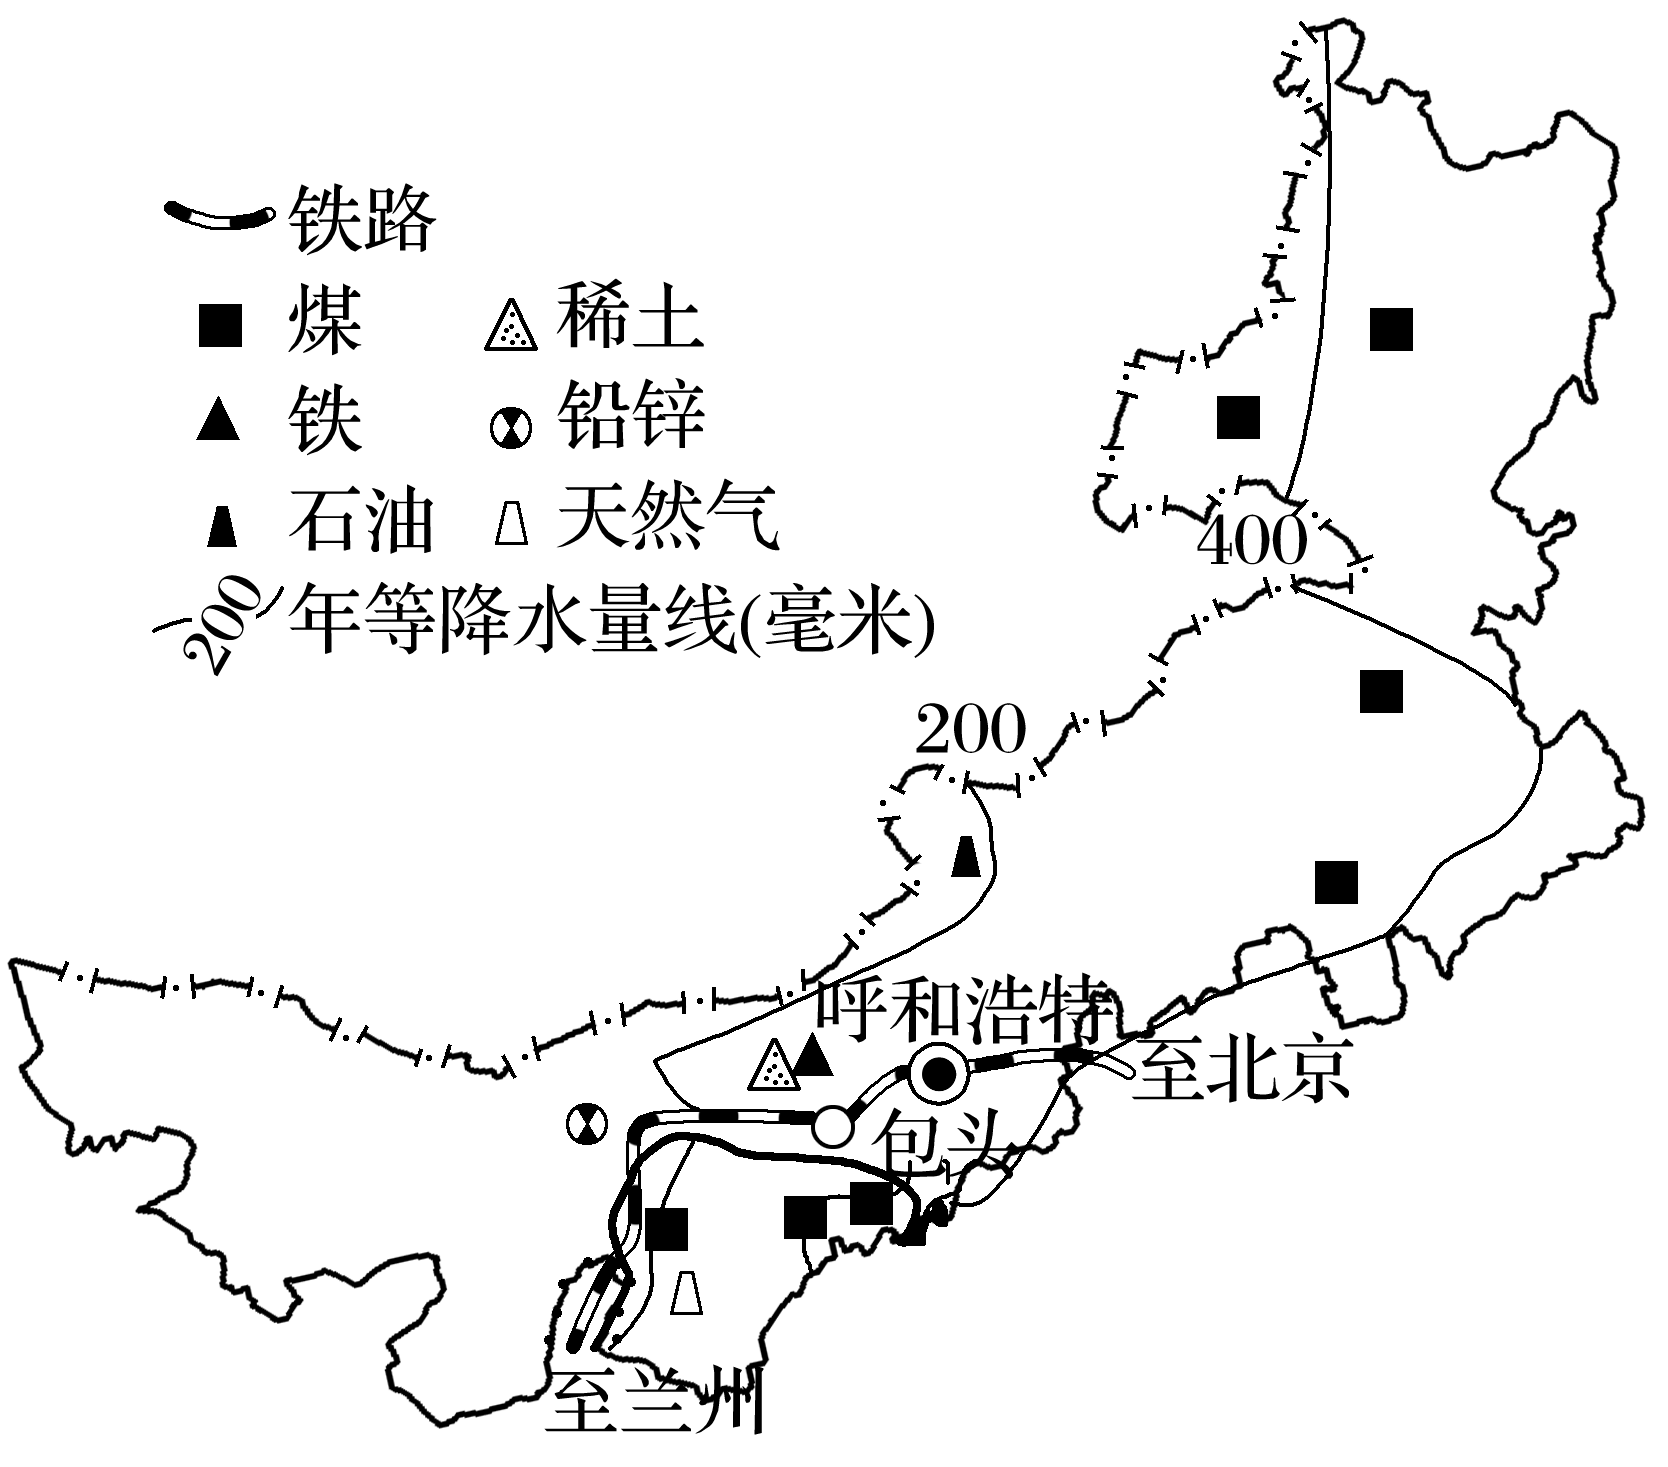 铁路
煤 稀土
铁 铅锌
石油 天然气
200 年等降水量线(毫米)
400
200
呼和浩特
至北京
包头
至兰州